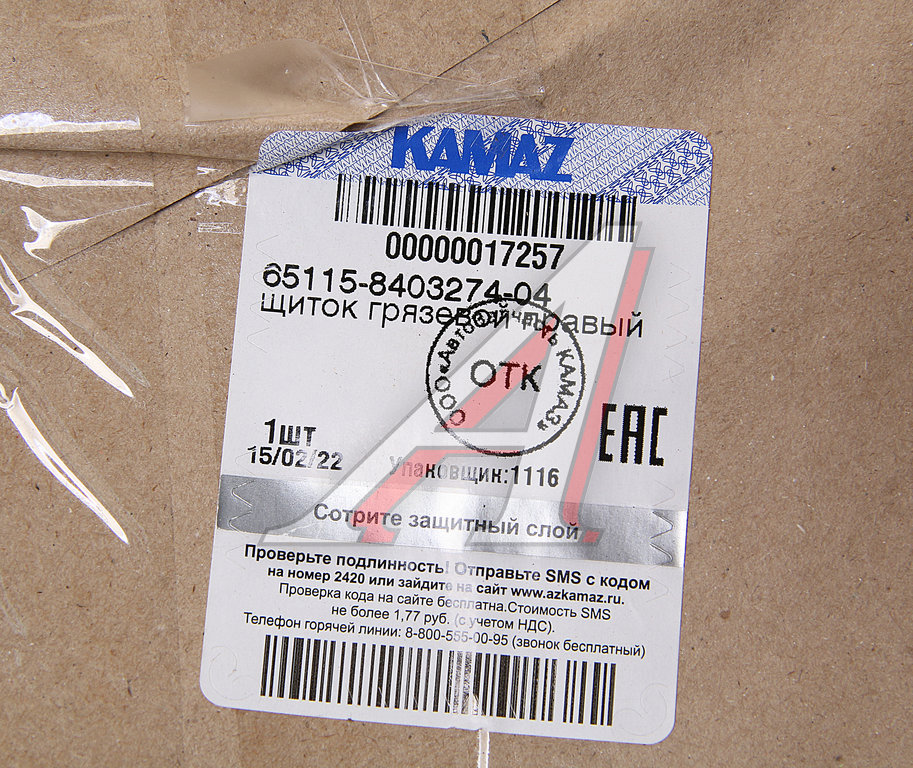 KAMAZ
00000017257
65115-8403274-04
щиток грязевой правый
ООО «Автозапчасть КАМАЗ»
ОТК
1шт
15/02/22
Упаковщик:1116
ЕАС
Сотрите защитный слой
Проверьте подлинность! Отправьте SMS с кодом
на номер 2420 или зайдите на сайт www.azkamaz.ru.
Проверка кода на сайте бесплатна.Стоимость SMS
не более 1,77 руб. (с учетом НДС).
Телефон горячей линии: 8-800-555-00-95 (звонок бесплатный)